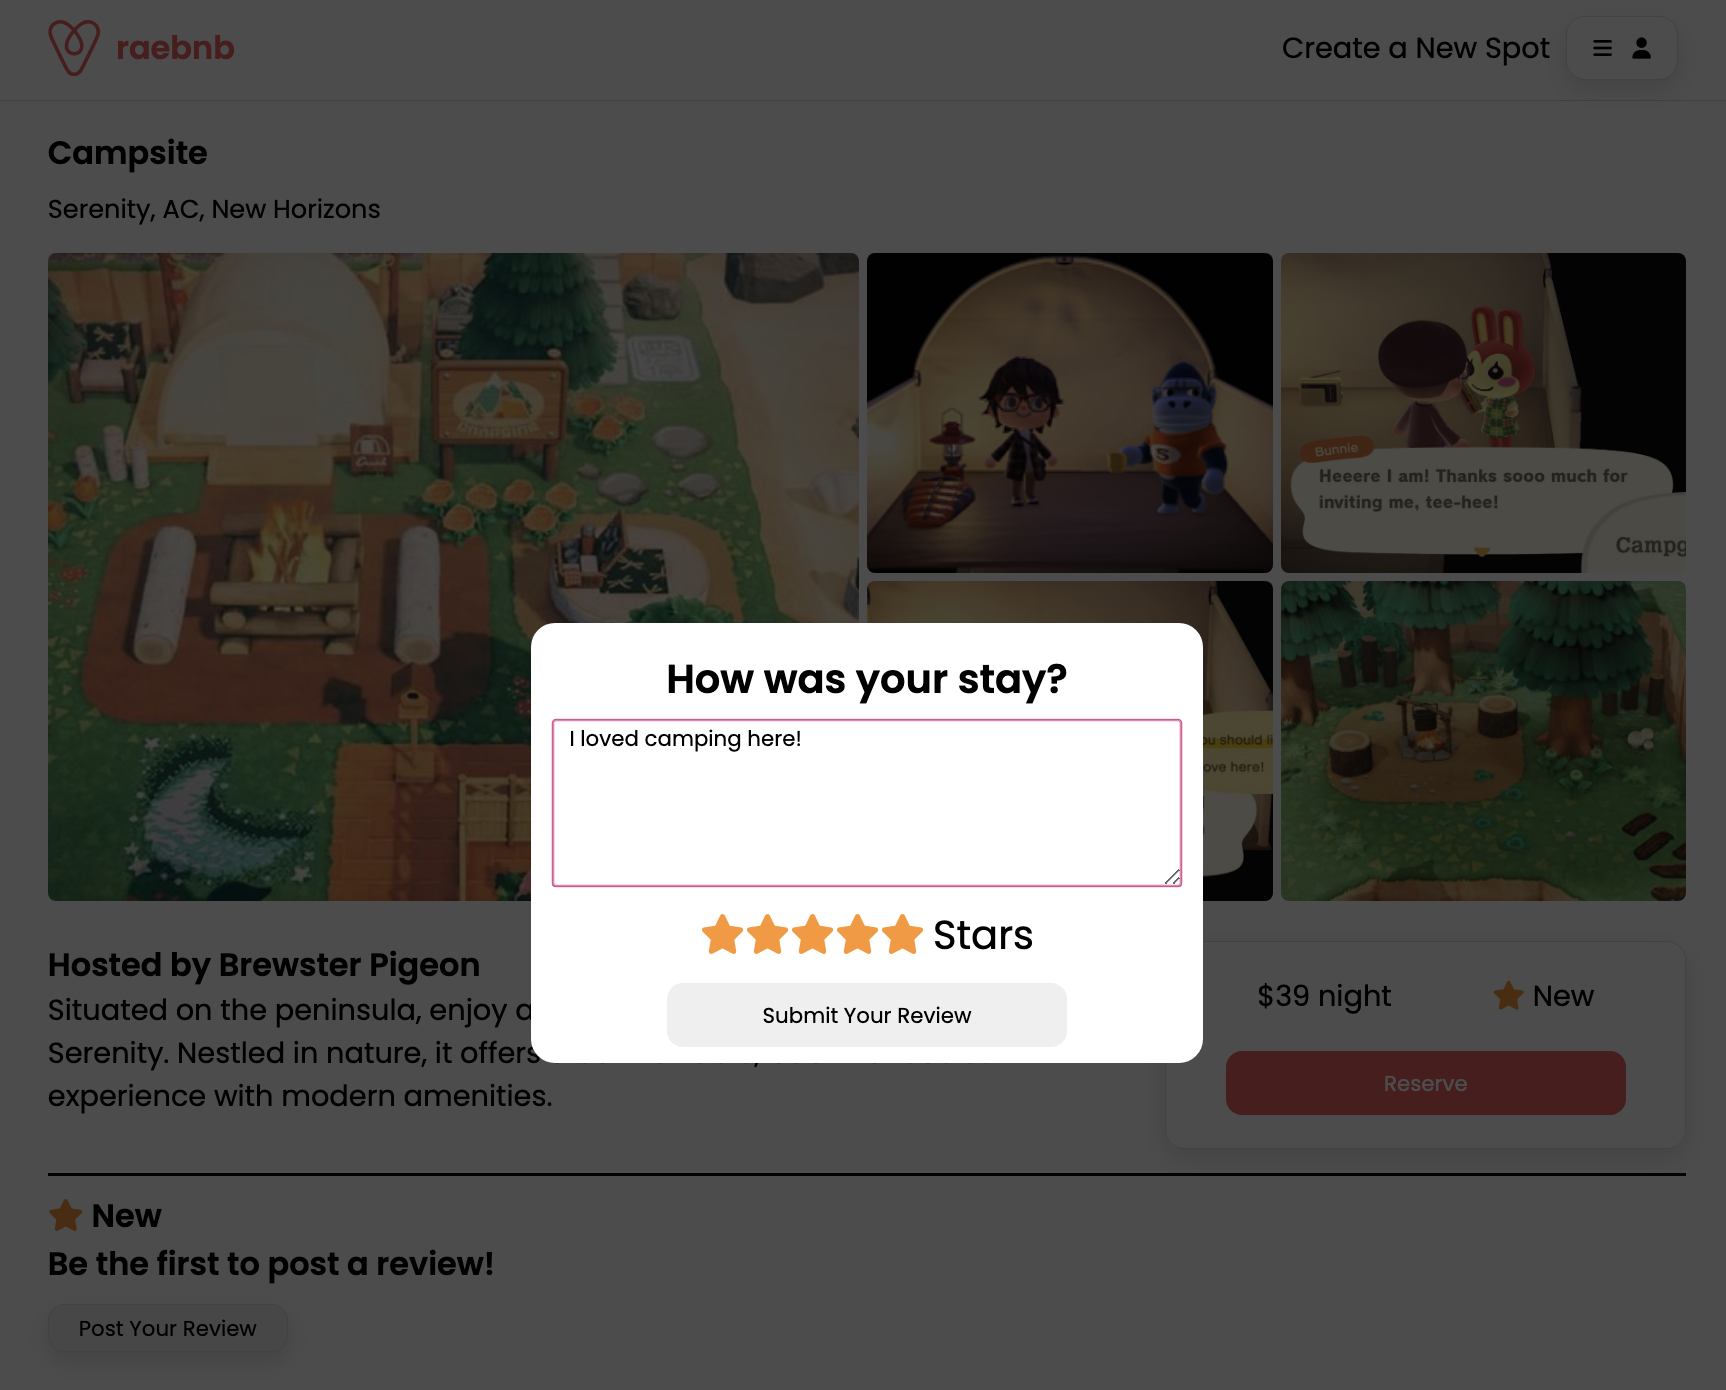 raebnb
Create a New Spot
Campsite
Serenity, AC, New Horizons
Bunnie
Heeere I am! Thanks sooo much for
inviting me, tee-hee!
Campg
S
How was your stay?
I loved camping here!
ou should li
ove here!
Stars
Submit Your Review
Hosted by Brewster Pigeon
Situated on the peninsula, enjoy a
Serenity. Nestled in nature, it offers
experience with modern amenities.
$39 night
New
Reserve
New
Be the first to post a review!
Post Your Review